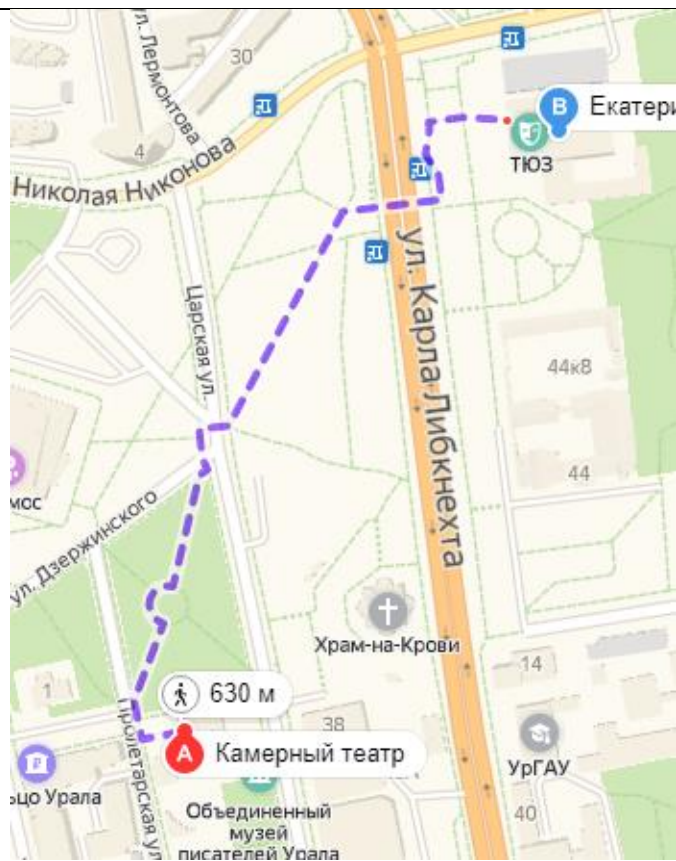 ул. Лермонтова
30
4
Николая Никонова
B
Екатери
ТЮЗ
Царская ул.
ул. Карла Либкнехта
44к8
44
мос
ул. Дзержинского
Храм-на-Крови
1
630 м
14
38
A
Камерный театр
УрГАУ
Пролетарская ул.
ьцо Урала
Объединенный
музей
писателей Урала
40